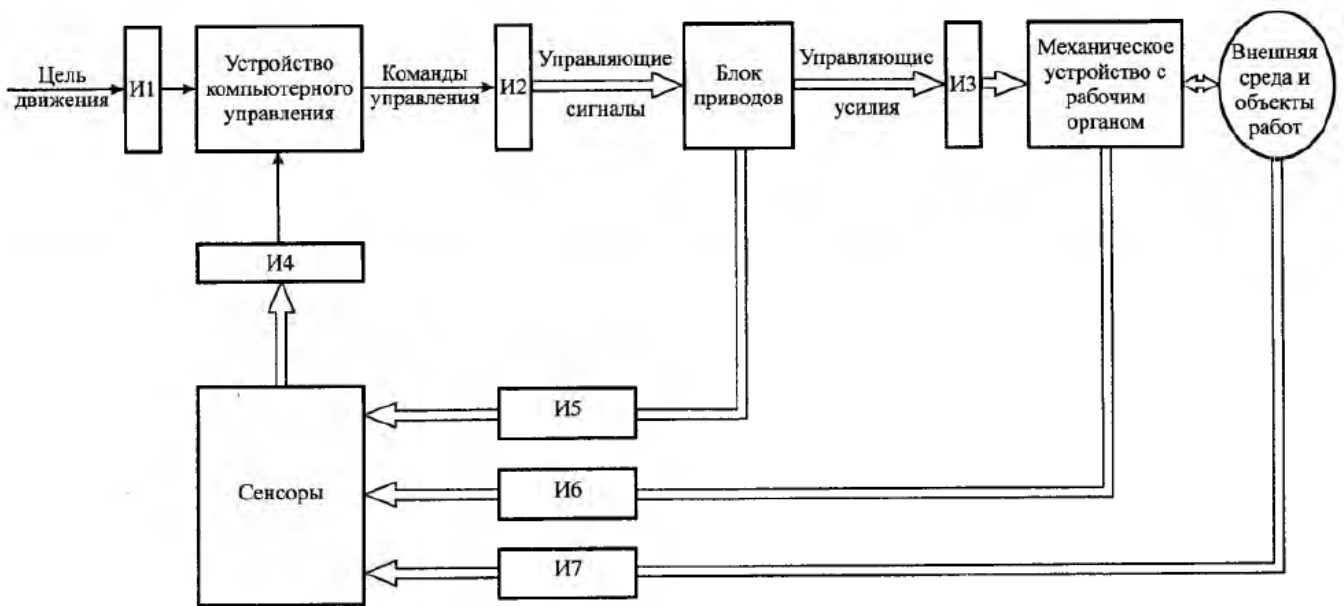 Цель
движения
И1
Устройство
компьютерного
управления
Команды
управления
И2
Управляющие
сигналы
Блок
приводов
Управляющие
усилия
И3
Механическое
устройство с
рабочим
органом
Внешняя
среда и
объекты
работ
И4
Сенсоры
И5
И6
И7